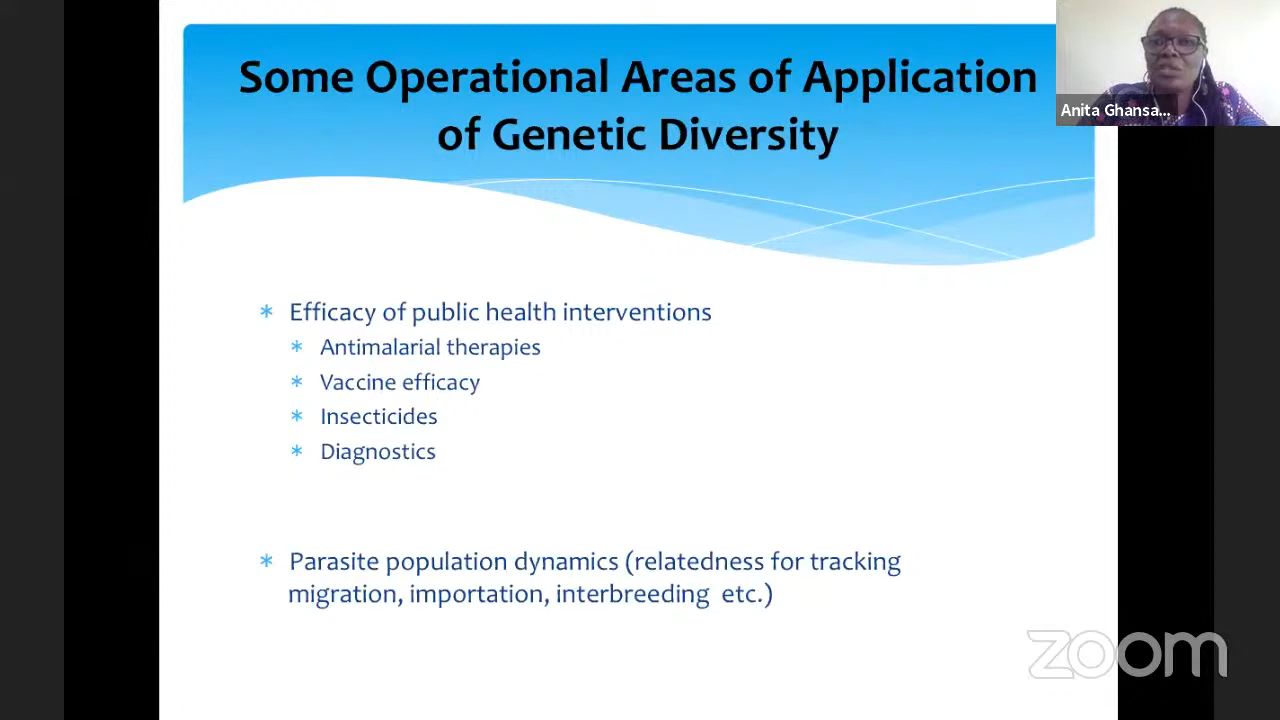 Some Operational Areas of Application
of Genetic Diversity
Anita Ghansa...
* Efficacy of public health interventions
* Antimalarial therapies
* Vaccine efficacy
* Insecticides
* Diagnostics
* Parasite population dynamics (relatedness for tracking
migration, importation, interbreeding etc.)
zoom